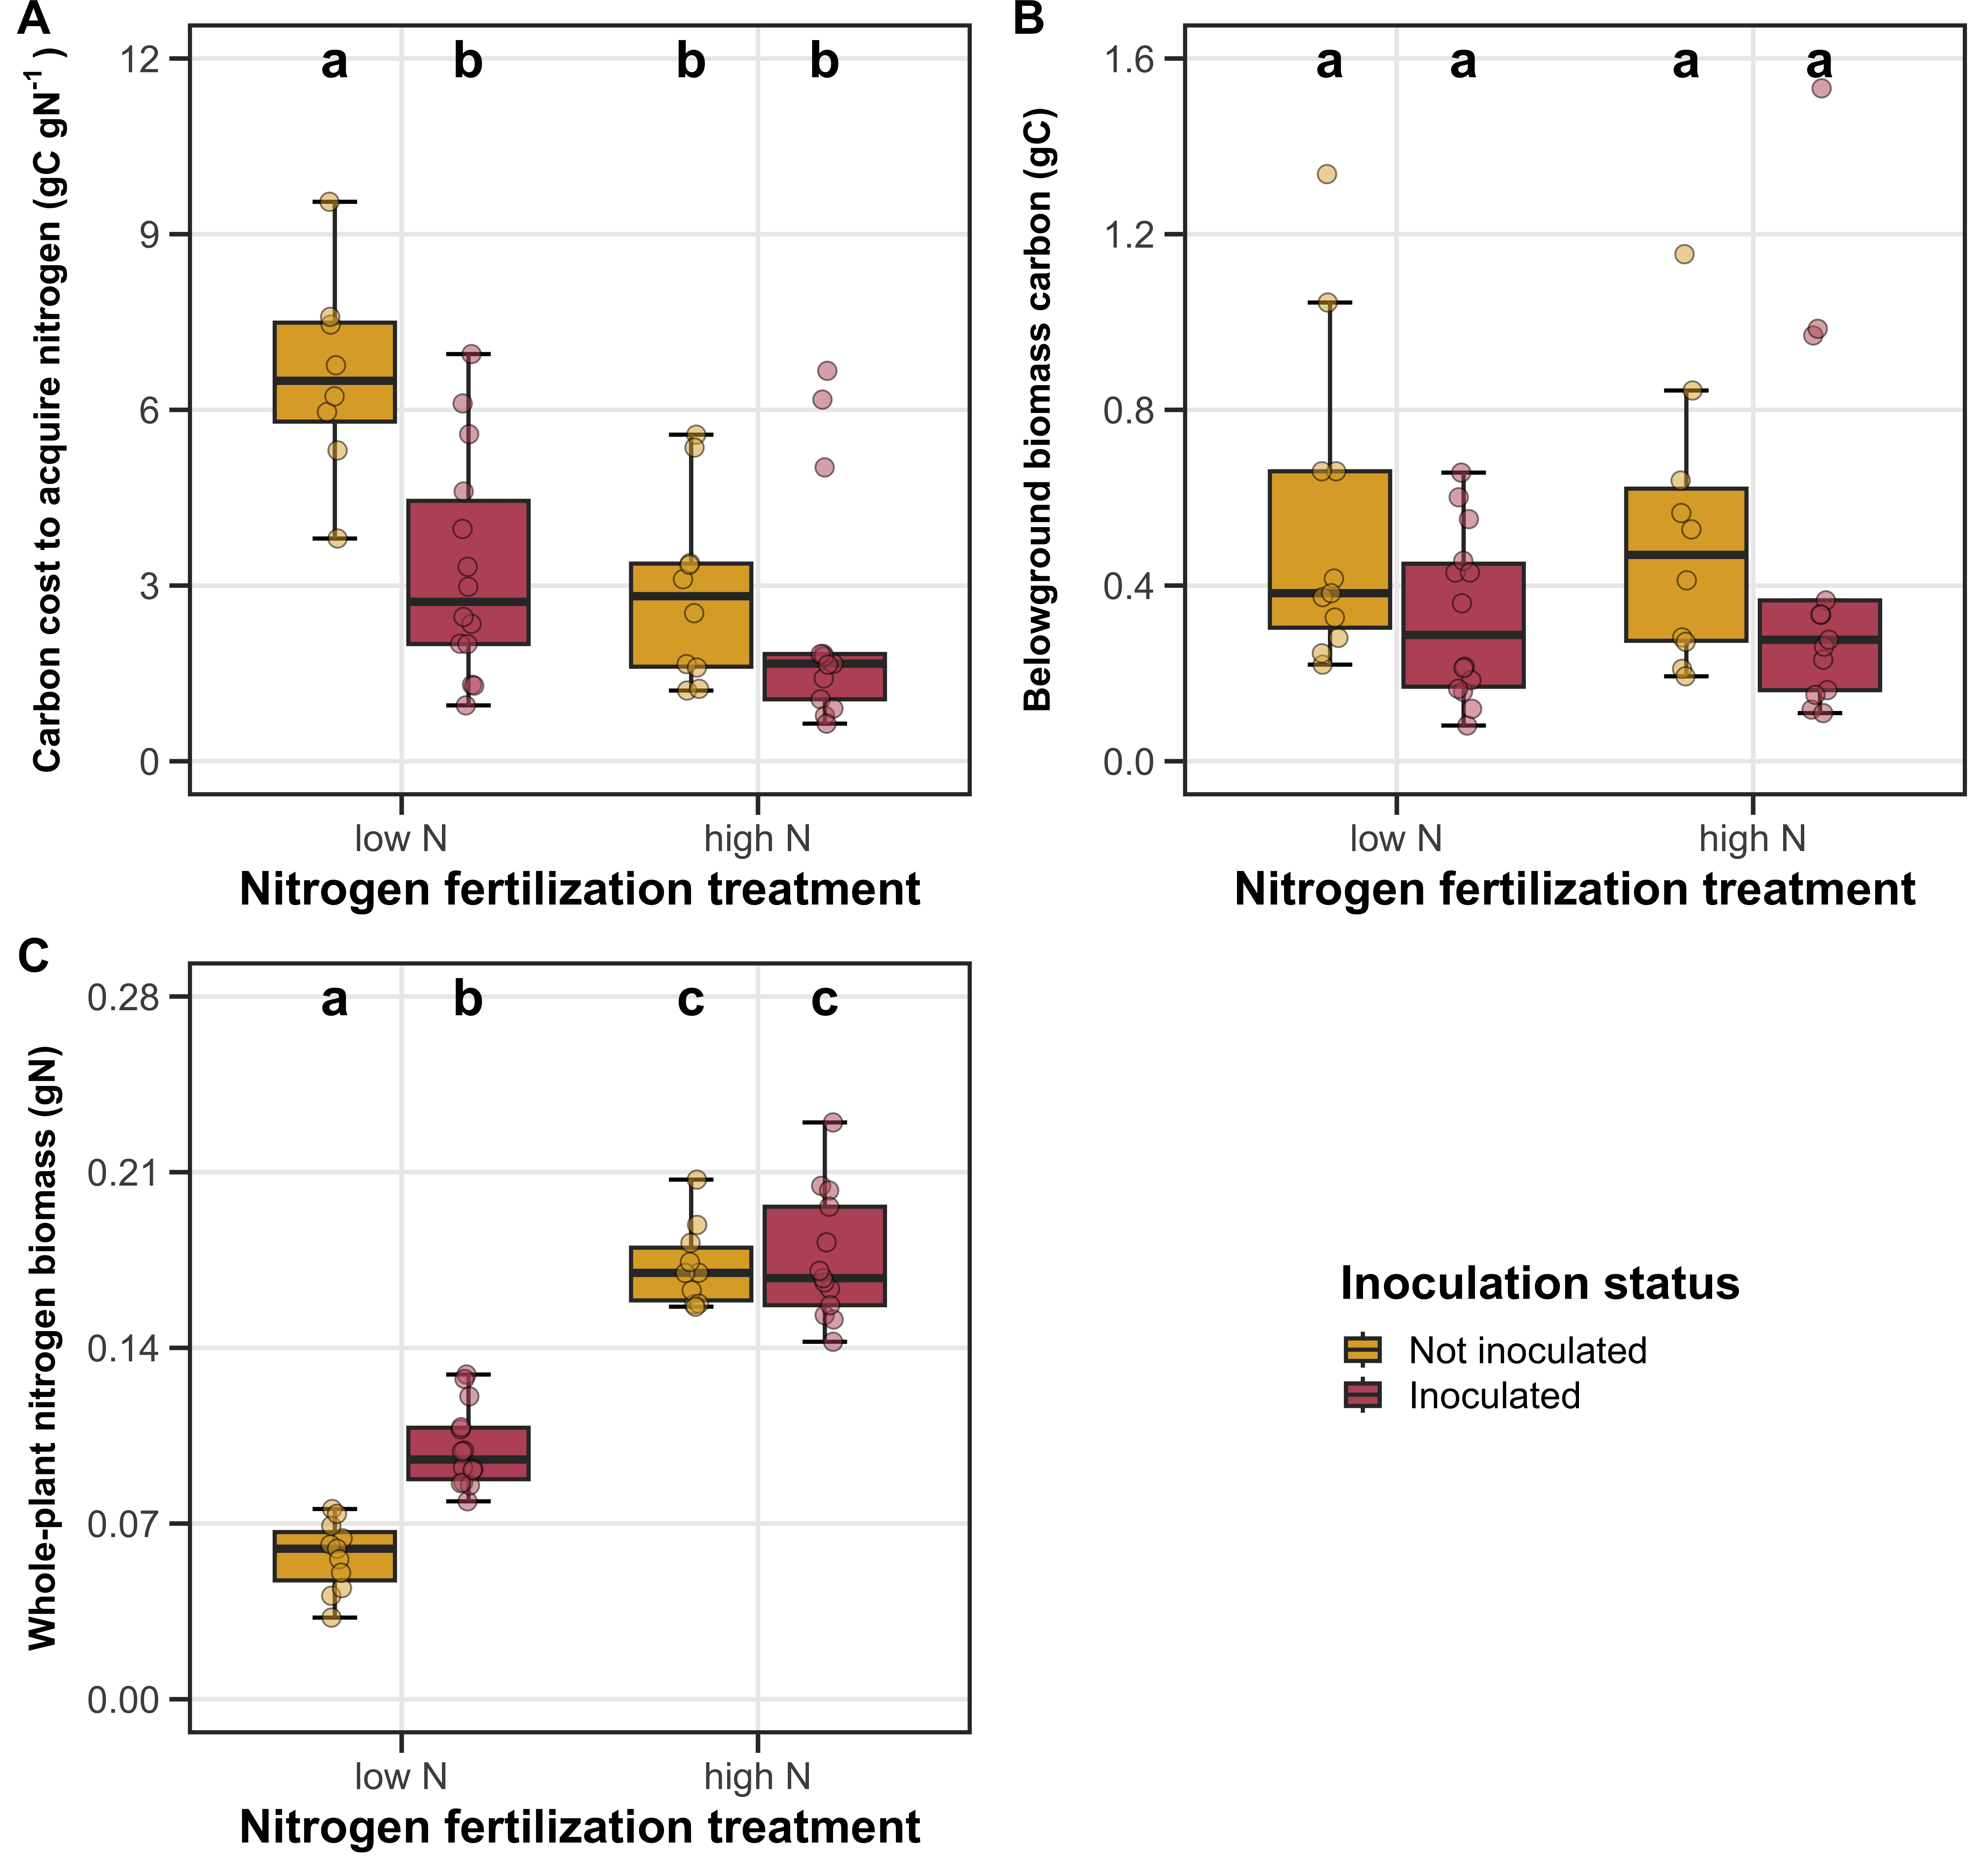 A
Carbon cost to acquire nitrogen (gC gN⁻¹ )
12
9
6
3
0
a b b b
low N high N
Nitrogen fertilization treatment
B
Belowground biomass carbon (gC)
1.6
1.2
0.8
0.4
0.0
a a a a
low N high N
Nitrogen fertilization treatment
C
Whole-plant nitrogen biomass (gN)
0.28
0.21
0.14
0.07
0.00
a b c c
low N high N
Nitrogen fertilization treatment
Inoculation status
Not inoculated
Inoculated